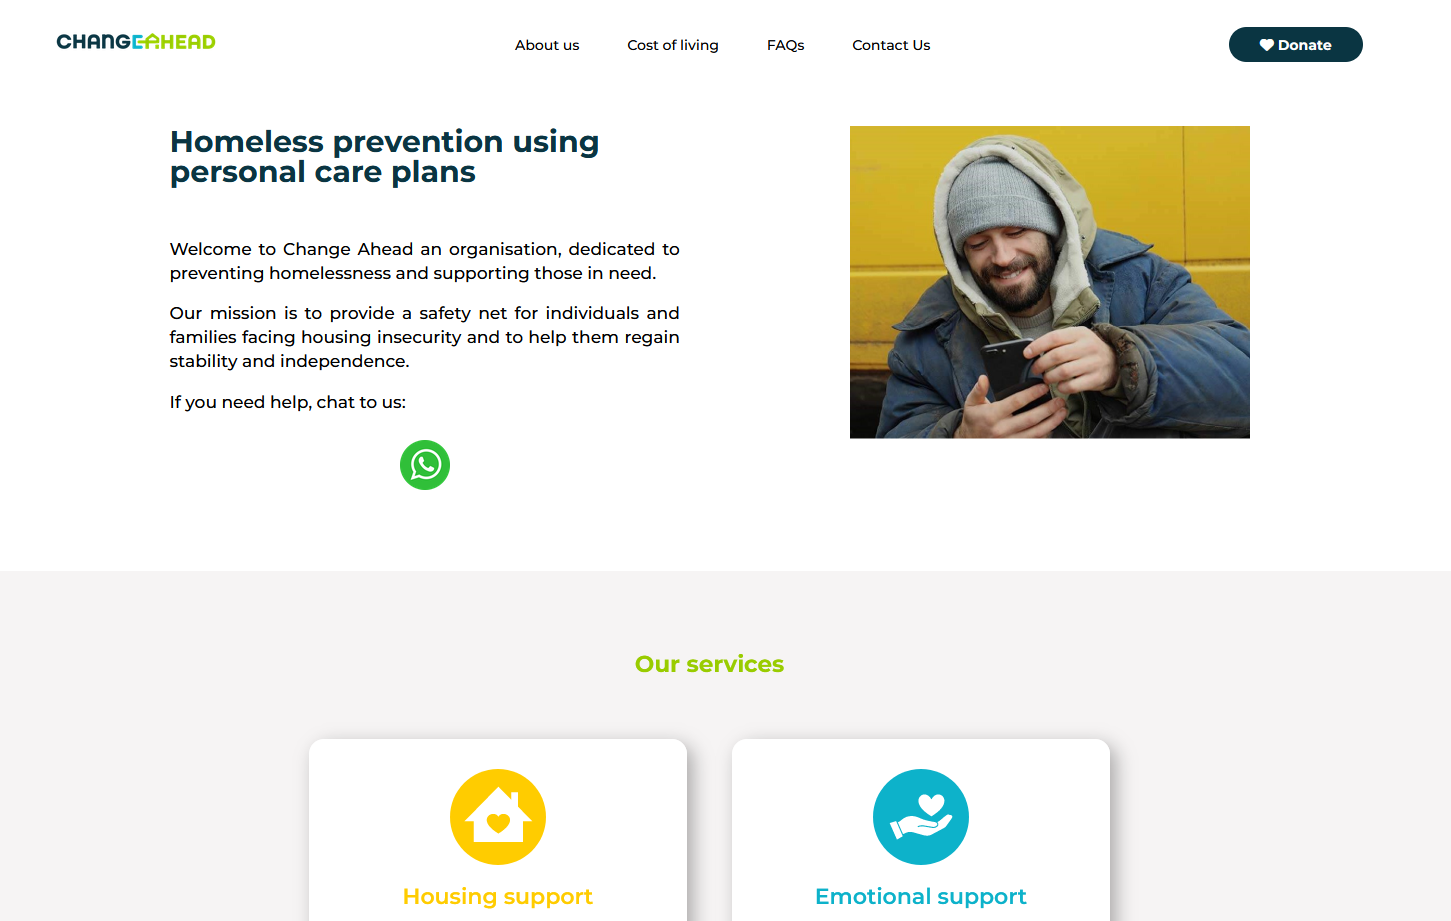 CHANGEAHEAD
About us
Cost of living
FAQs
Contact Us
Donate
Homeless prevention using
personal care plans
Welcome to Change Ahead an organisation, dedicated to
preventing homelessness and supporting those in need.
Our mission is to provide a safety net for individuals and
families facing housing insecurity and to help them regain
stability and independence.
If you need help, chat to us:
Our services
Housing support
Emotional support